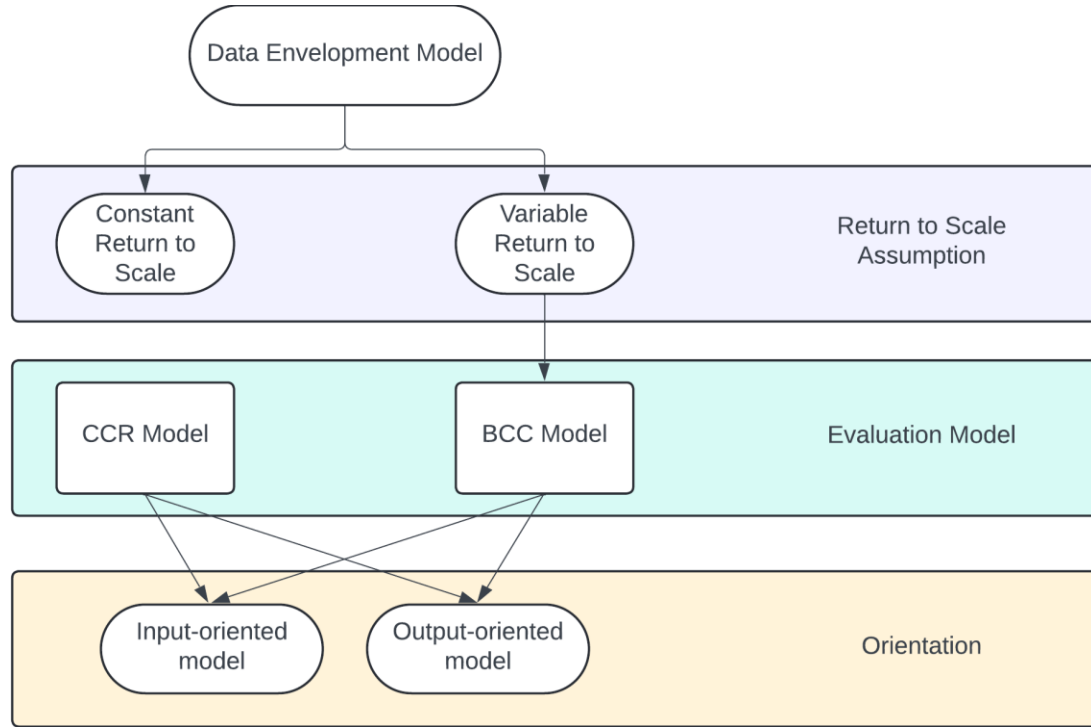 Data Envelopment Model
Constant
Return to
Scale
Variable
Return to
Scale
Return to Scale
Assumption
CCR Model
BCC Model
Evaluation Model
Input-oriented
model
Output-oriented
model
Orientation